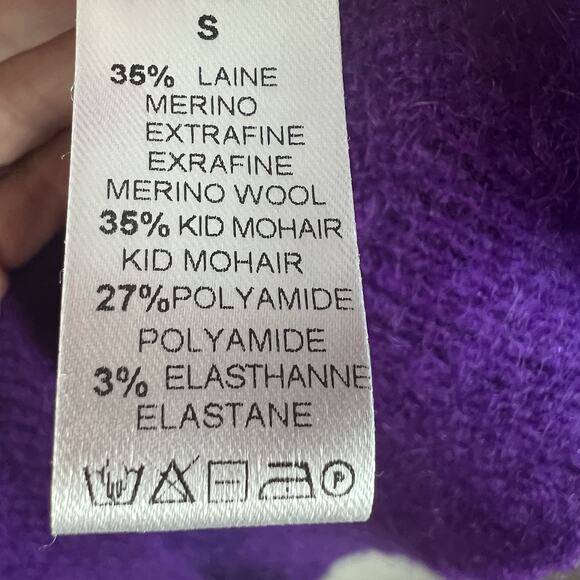 S
35% LAINE
MERINO
EXTRAFINE
EXRAFINE
MERINO WOOL
35% KID MOHAIR
KID MOHAIR
27%POLYAMIDE
POLYAMIDE
3% ELASTHANNE
ELASTANE
P